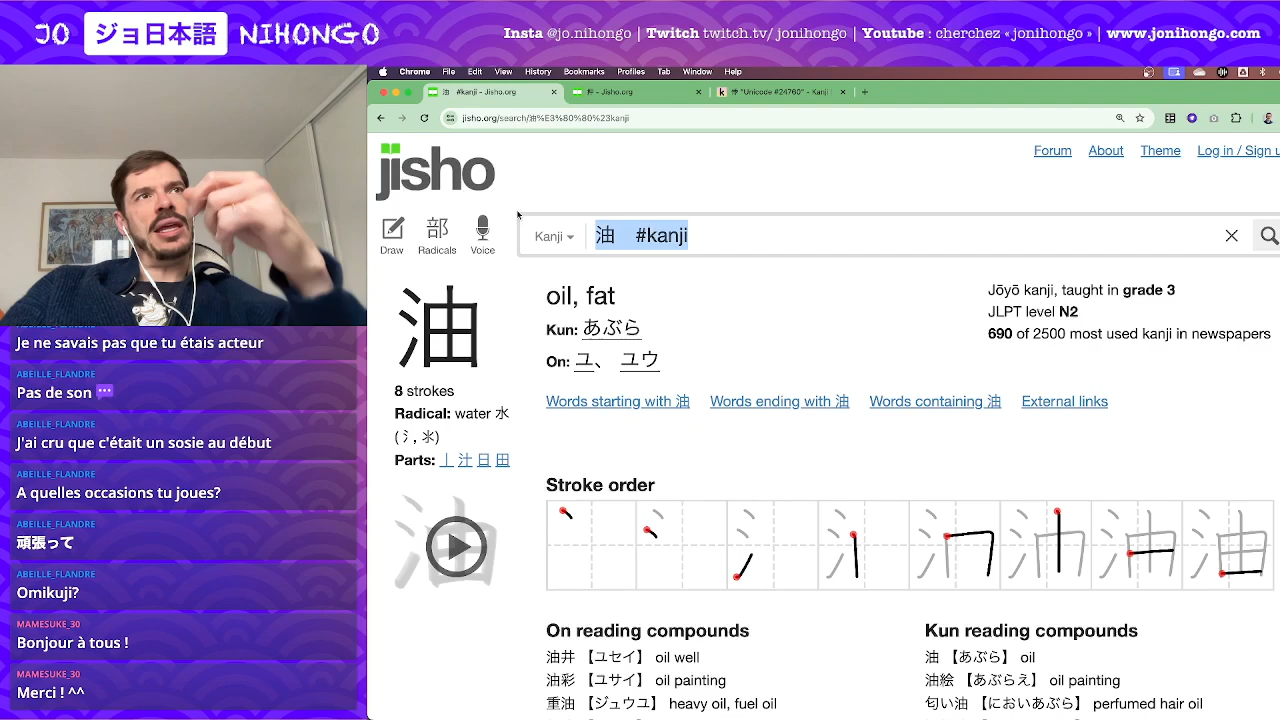 JO ジョ日本語 NIHONGO
Insta @jo.nihongo | Twitch twitch.tv/ jonihongo | Youtube : cherchez « jonihongo » | www.jonihongo.com
Chrome File Edit View History Bookmarks Profiles Tab Window Help
油 #kanji - Jisho.org
- Jisho.org
"Unicode #24760" - Kanji
jisho.org/search/油%E3%80%80%23kanji
jisho
Forum About Theme Log in / Sign u
Draw Radicals Voice
Kanji 油 #kanji
油
8 strokes
Radical: water 水
(氵, 氺)
Parts: ｜ 汁 日 田
oil, fat
Kun: あぶら
On: ユ、 ユウ
Jōyō kanji, taught in grade 3
JLPT level N2
690 of 2500 most used kanji in newspapers
Words starting with 油 Words ending with 油 Words containing 油 External links
Stroke order
油
On reading compounds
油井 【ユセイ】 oil well
油彩 【ユサイ】 oil painting
重油 【ジュウユ】 heavy oil, fuel oil
Kun reading compounds
油 【あぶら】 oil
油絵 【あぶらえ】 oil painting
匂い油 【においあぶら】 perfumed hair oil
ABEILLE_FLANDRE
Je ne savais pas que tu étais acteur
ABEILLE_FLANDRE
Pas de son
ABEILLE_FLANDRE
J'ai cru que c'était un sosie au début
ABEILLE_FLANDRE
A quelles occasions tu joues?
ABEILLE_FLANDRE
頑張って
ABEILLE_FLANDRE
Omikuji?
MAMESUKE_30
Bonjour à tous !
MAMESUKE_30
Merci ! ^^